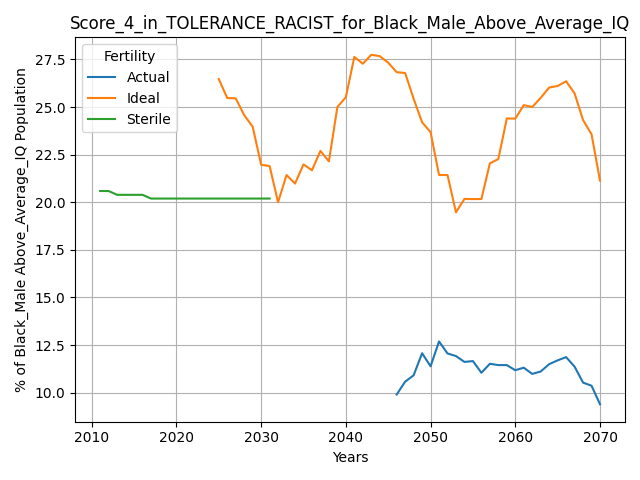 Score_4_in_TOLERANCE_RACIST_for_Black_Male_Above_Average_IQ
Fertility
Actual
Ideal
Sterile
% of Black_Male Above_Average_IQ Population
27.5
25.0
22.5
20.0
17.5
15.0
12.5
10.0
2010 2020 2030 2040 2050 2060 2070
Years